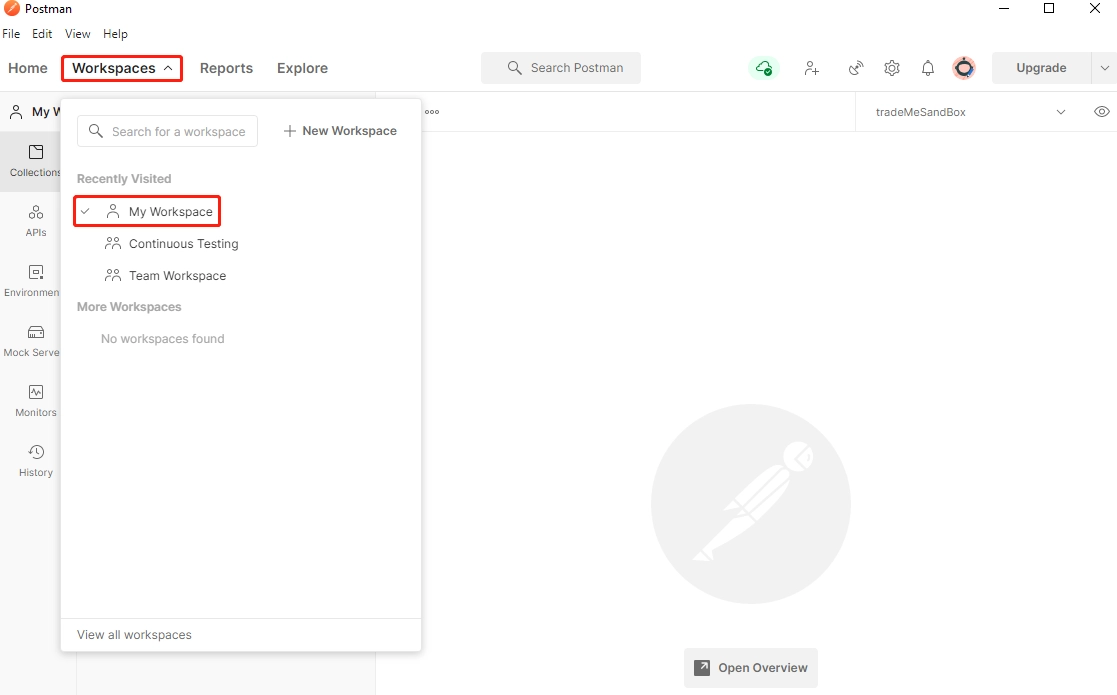 Postman
File Edit View Help
Home Workspaces Reports Explore Search Postman Upgrade
My W
tradeMeSandBox
Search for a workspace New Workspace
Recently Visited
My Workspace
Continuous Testing
Team Workspace
More Workspaces
No workspaces found
View all workspaces
Collections
APIs
Environmen
Mock Serve
Monitors
History
Open Overview